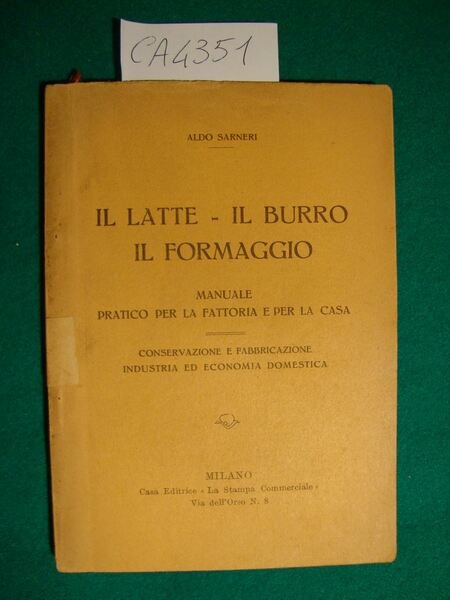 CA4351
ALDO SARNERI
IL LATTE - IL BURRO
IL FORMAGGIO
MANUALE
PRATICO PER LA FATTORIA E PER LA CASA
CONSERVAZIONE E FABBRICAZIONE
INDUSTRIA ED ECONOMIA DOMESTICA
MILANO
Casa Editrice « La Stampa Commerciale »
Via dell'Orso N. 8